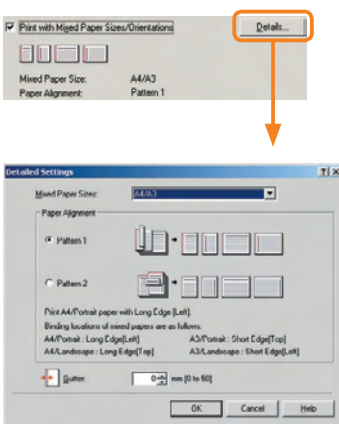 Print with Mixed Paper Sizes/Orientations
Details...
Mixed Paper Size: A4/A3
Paper Alignment: Pattern 1
Detailed Settings
Mixed Paper Sizes: A4/A3
Paper Alignment
Pattern 1
Pattern 2
Print A4/Portrait paper with Long Edge [Left].
Binding locations of mixed papers are as follows.
A4/Portrait : Long Edge[Left] A3/Portrait : Short Edge[Top]
A4/Landscape : Long Edge[Top] A3/Landscape : Short Edge[Left]
Gutter: 0 mm [0 to 50]
OK Cancel Help